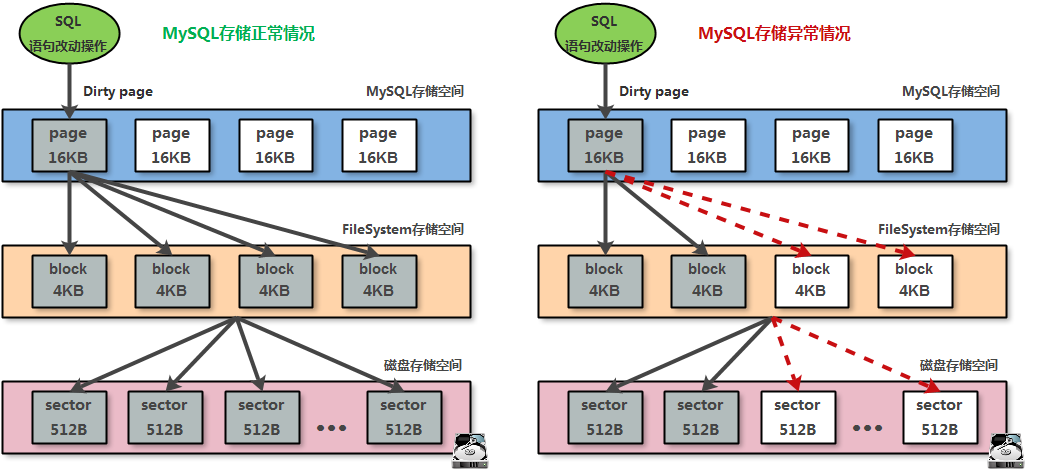 SQL
语句改动操作
MySQL存储正常情况
Dirty page
MySQL存储空间
page
16KB
page
16KB
page
16KB
page
16KB
FileSystem存储空间
block
4KB
block
4KB
block
4KB
block
4KB
磁盘存储空间
sector
512B
sector
512B
sector
512B
•••
sector
512B
SQL
语句改动操作
MySQL存储异常情况
Dirty page
MySQL存储空间
page
16KB
page
16KB
page
16KB
page
16KB
FileSystem存储空间
block
4KB
block
4KB
block
4KB
block
4KB
磁盘存储空间
sector
512B
sector
512B
sector
512B
•••
sector
512B